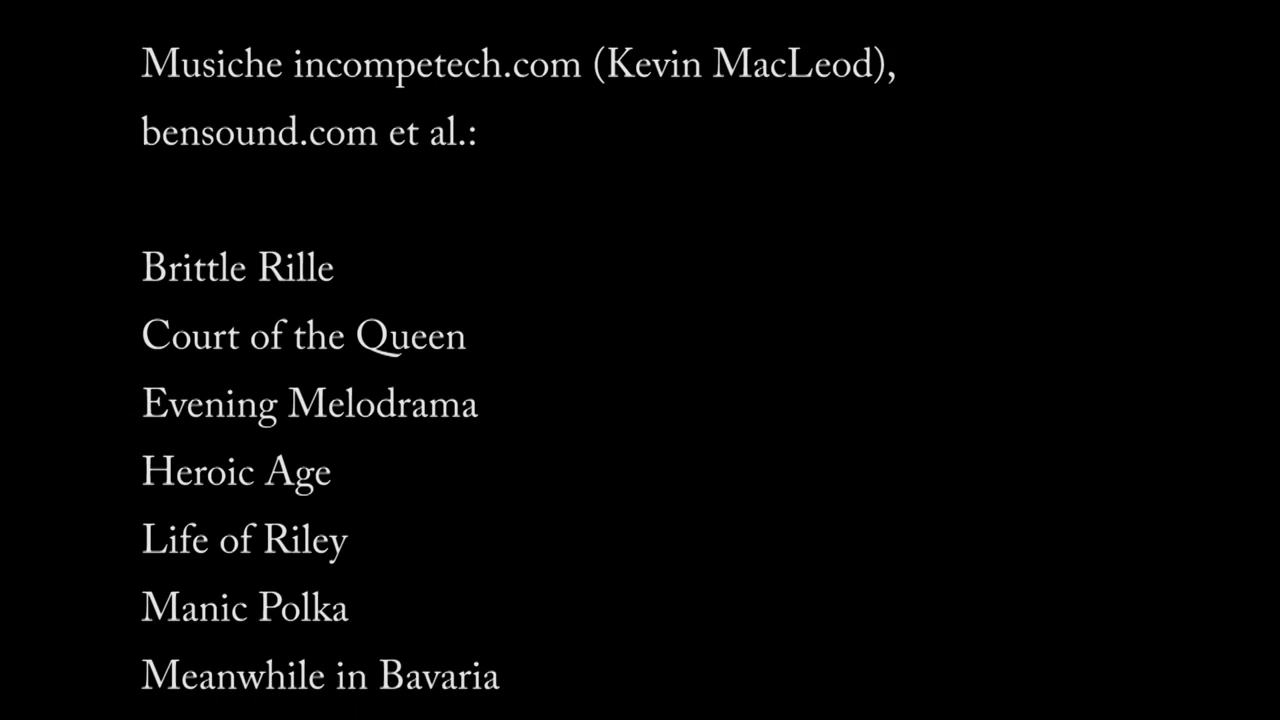 Musiche incompetech.com (Kevin MacLeod),
bensound.com et al.:
Brittle Rille
Court of the Queen
Evening Melodrama
Heroic Age
Life of Riley
Manic Polka
Meanwhile in Bavaria